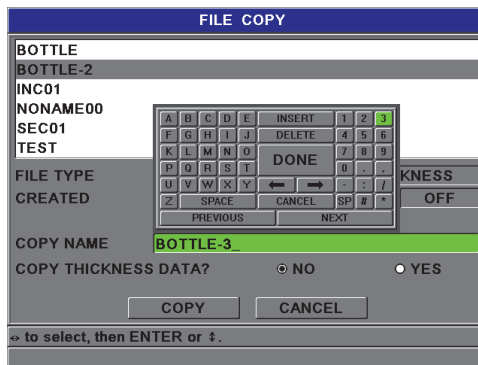 FILE COPY
BOTTLE
BOTTLE-2
INC01
NONAME00
SEC01
TEST
A B C D E INSERT 1 2 3
F G H I J DELETE 4 5 6
K L M N O DONE 7 8 9
P Q R S T 0 . ,
U V W X Y ← → - : /
Z SPACE CANCEL SP # *
PREVIOUS NEXT
FILE TYPE KNESS
CREATED OFF
COPY NAME BOTTLE-3_
COPY THICKNESS DATA? NO YES
COPY CANCEL
⇔ to select, then ENTER or ↕.